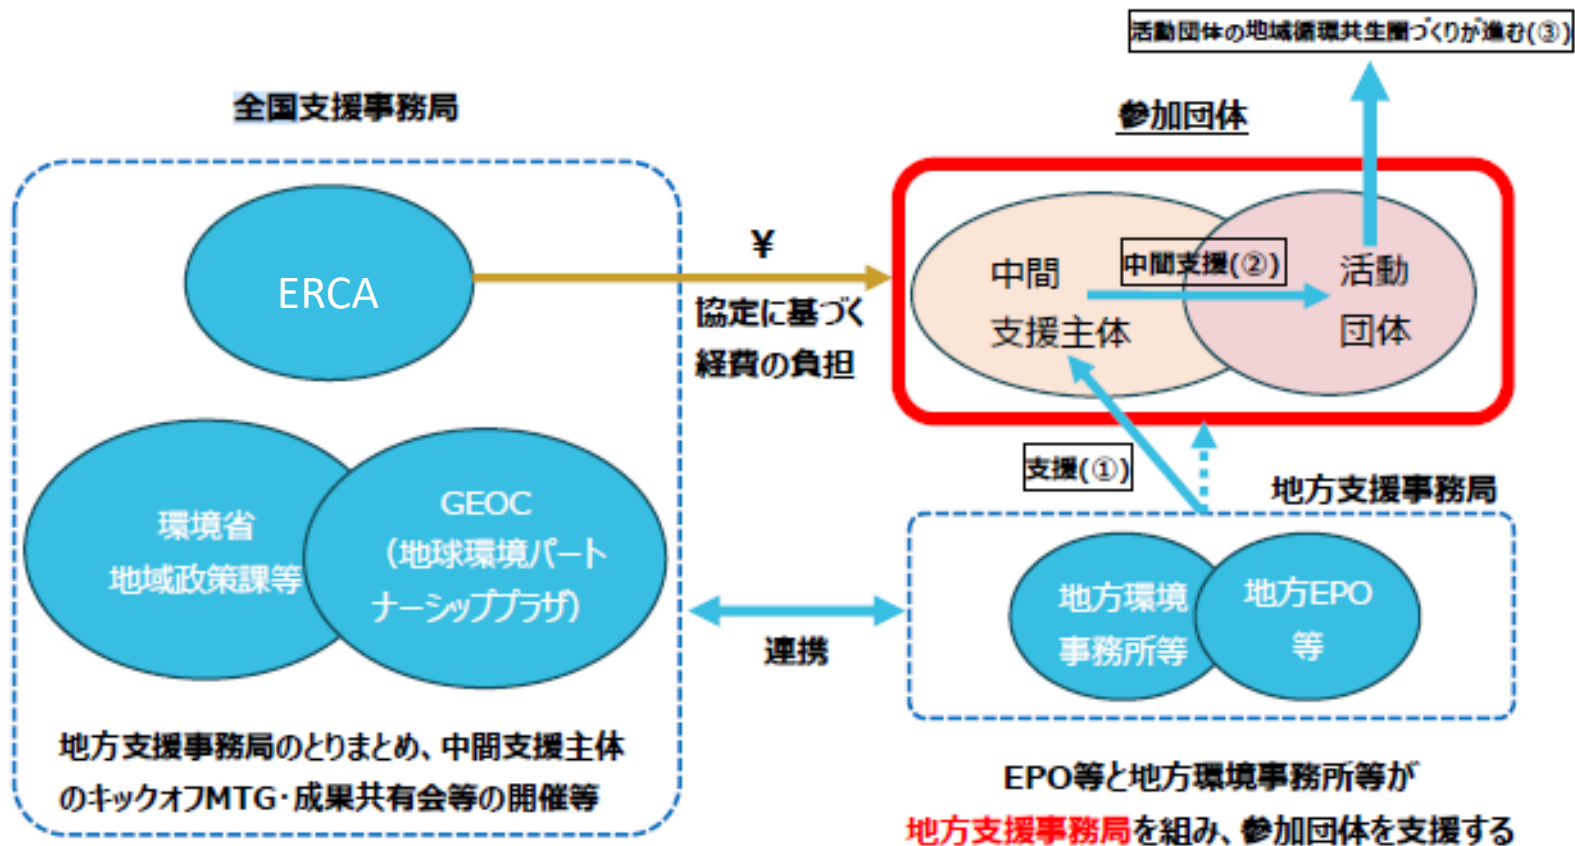 活動団体の地域循環共生圏づくりが進む(③)
全国支援事務局
参加団体
ERCA
¥
協定に基づく
経費の負担
中間
支援主体
中間支援(②)
活動
団体
支援(①)
地方支援事務局
環境省
地域政策課等
GEOC
（地球環境パート
ナーシッププラザ）
連携
地方環境
事務所等
地方EPO
等
地方支援事務局のとりまとめ、中間支援主体
のキックオフMTG・成果共有会等の開催等
EPO等と地方環境事務所等が
地方支援事務局を組み、参加団体を支援する